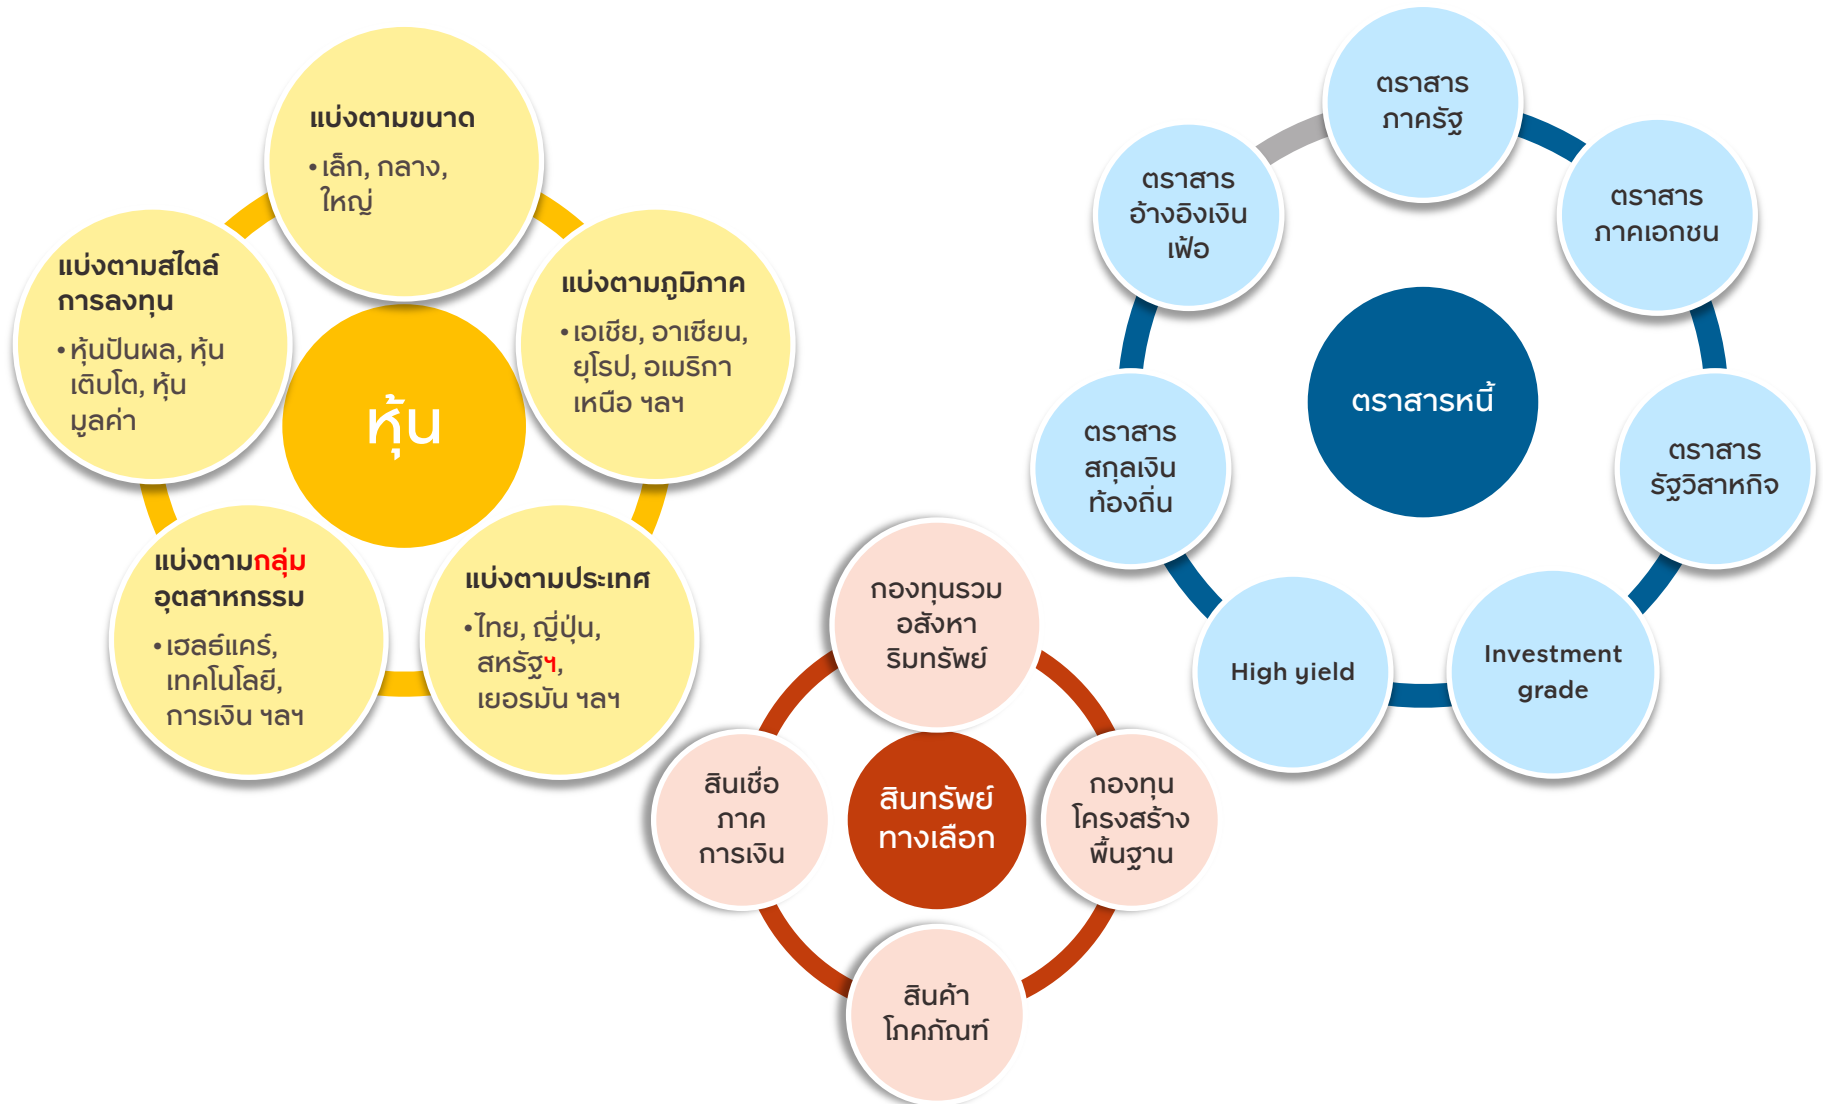 หุ้น
แบ่งตามขนาด
• เล็ก, กลาง,
ใหญ่
แบ่งตามภูมิภาค
• เอเชีย, อาเซียน,
ยุโรป, อเมริกา
เหนือ ฯลฯ
แบ่งตามประเทศ
• ไทย, ญี่ปุ่น,
สหรัฐฯ,
เยอรมัน ฯลฯ
แบ่งตามกลุ่ม
อุตสาหกรรม
• เฮลธ์แคร์,
เทคโนโลยี,
การเงิน ฯลฯ
แบ่งตามสไตล์
การลงทุน
• หุ้นปันผล, หุ้น
เติบโต, หุ้น
มูลค่า
ตราสารหนี้
ตราสาร
ภาครัฐ
ตราสาร
ภาคเอกชน
ตราสาร
รัฐวิสาหกิจ
Investment
grade
High yield
ตราสาร
สกุลเงิน
ท้องถิ่น
ตราสาร
อ้างอิงเงิน
เฟ้อ
สินทรัพย์
ทางเลือก
กองทุนรวม
อสังหา
ริมทรัพย์
กองทุน
โครงสร้าง
พื้นฐาน
สินค้า
โภคภัณฑ์
สินเชื่อ
ภาค
การเงิน